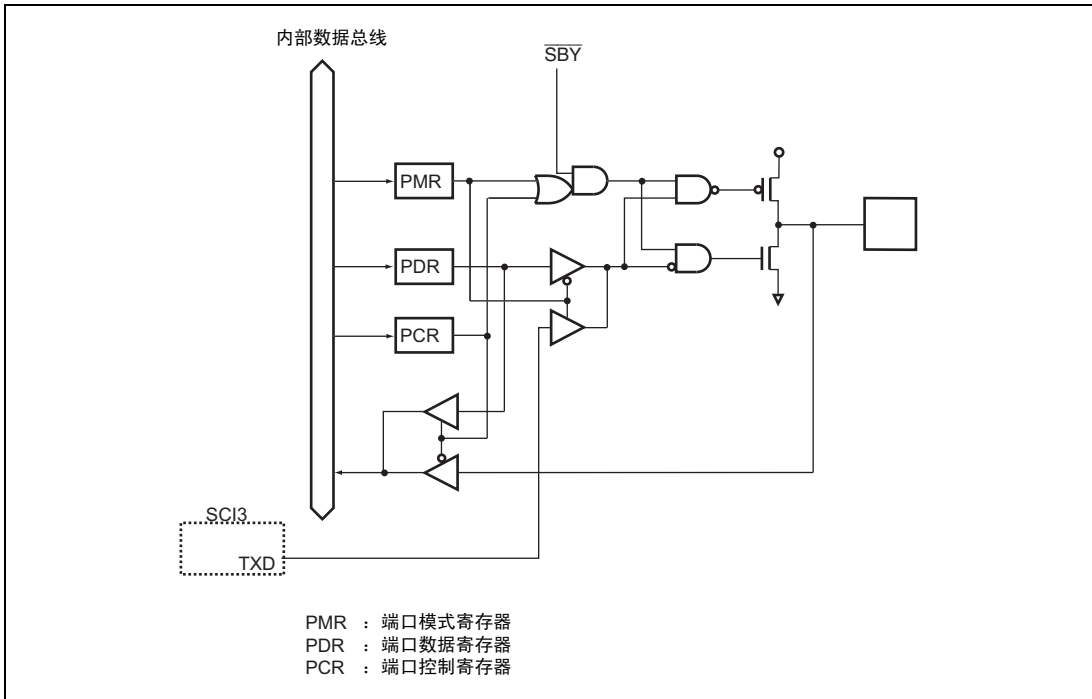 内部数据总线
SBY
PMR
PDR
PCR
SCI3
TXD
PMR ： 端口模式寄存器
PDR ： 端口数据寄存器
PCR ： 端口控制寄存器